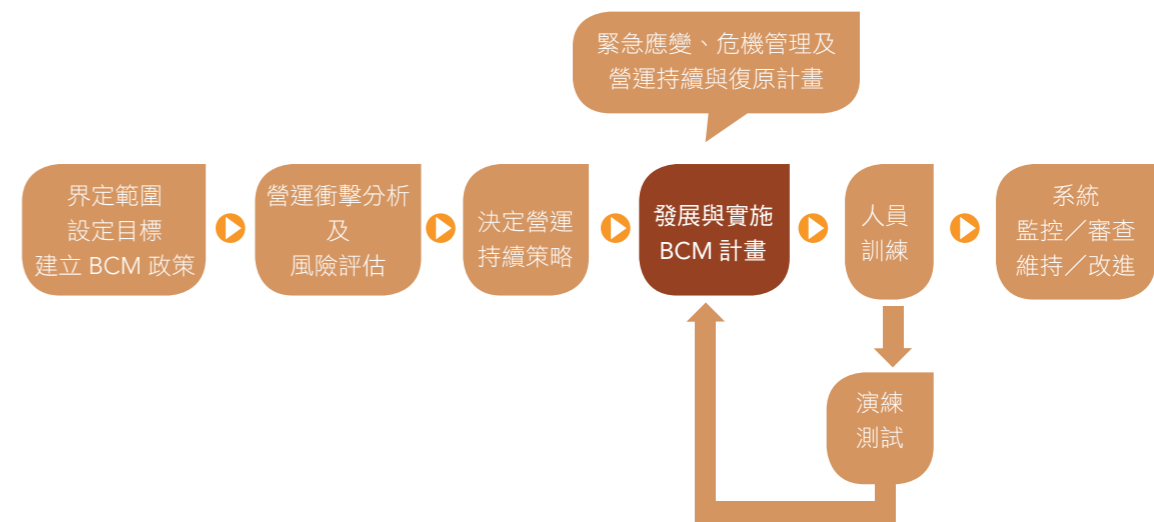 緊急應變、危機管理及
營運持續與復原計畫
界定範圍
設定目標
建立 BCM 政策
營運衝擊分析
及
風險評估
決定營運
持續策略
發展與實施
BCM 計畫
人員
訓練
系統
監控／審查
維持／改進
演練
測試